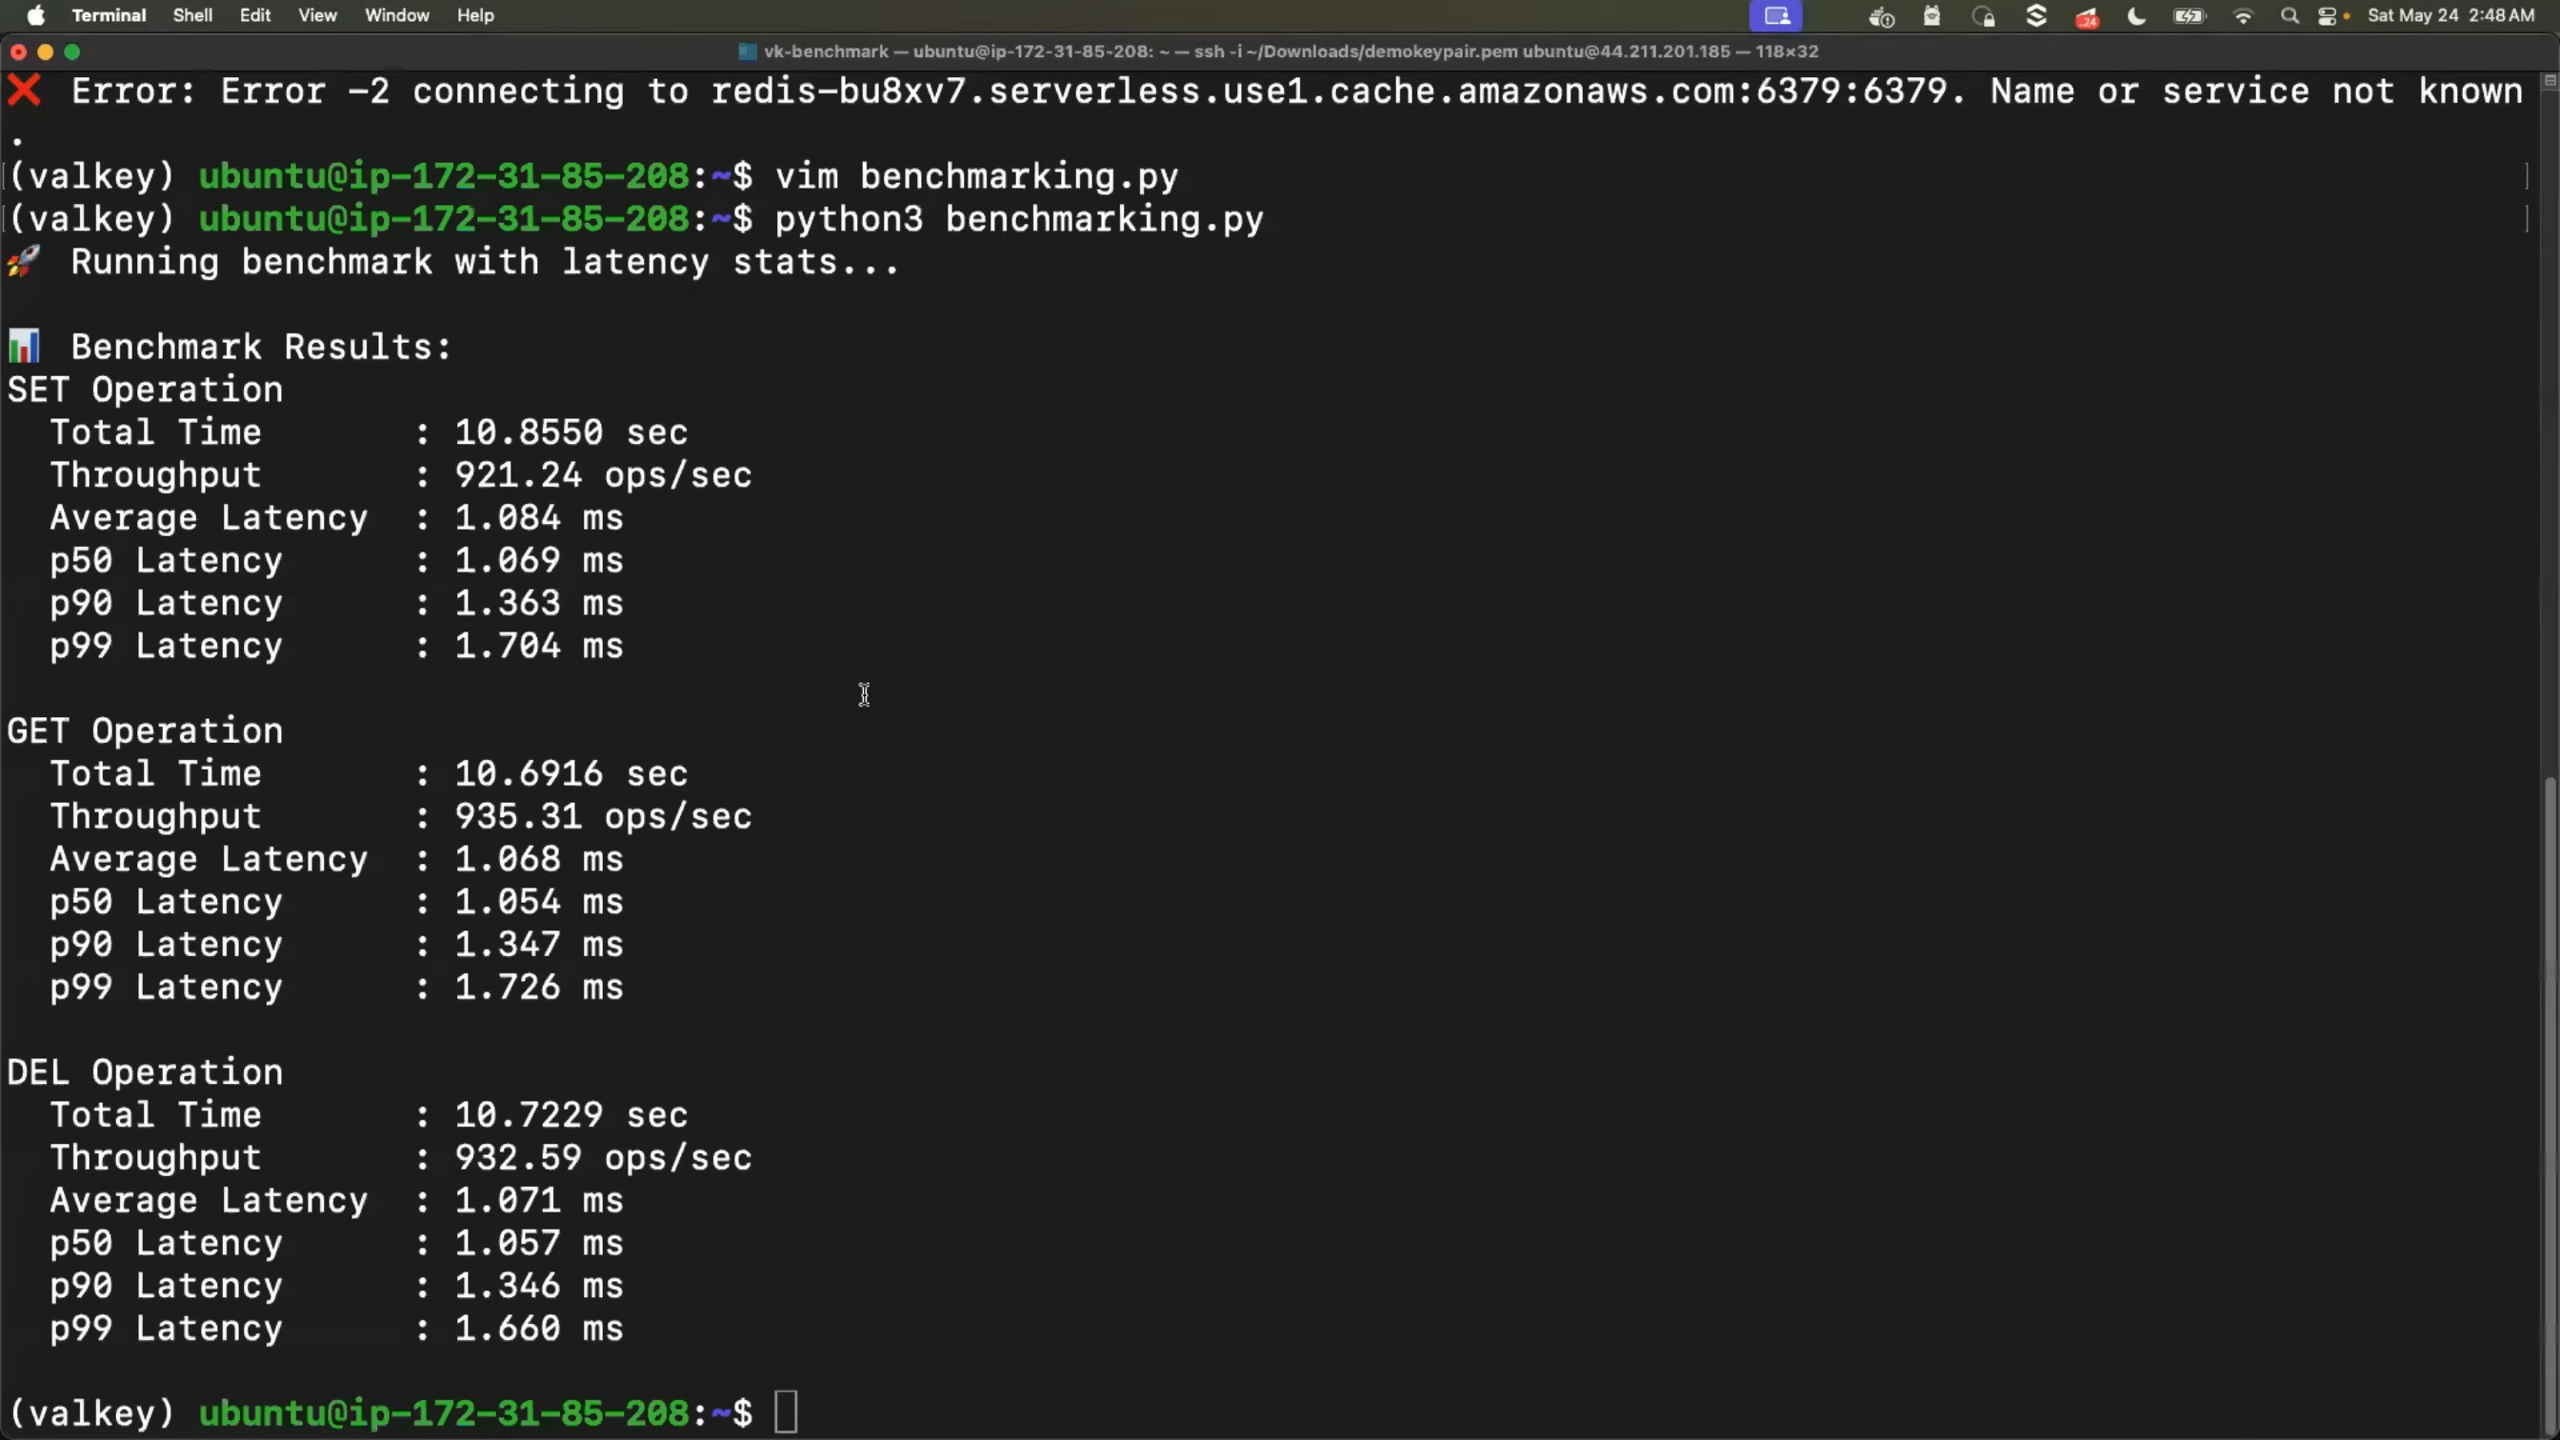 Terminal Shell Edit View Window Help 24 Sat May 24 2:48 AM
vk-benchmark — ubuntu@ip-172-31-85-208: ~ — ssh -i ~/Downloads/demokeypair.pem ubuntu@44.211.201.185 — 118×32
❌ Error: Error -2 connecting to redis-bu8xv7.serverless.use1.cache.amazonaws.com:6379:6379. Name or service not known
.
(valkey) ubuntu@ip-172-31-85-208:~$ vim benchmarking.py
(valkey) ubuntu@ip-172-31-85-208:~$ python3 benchmarking.py
🚀 Running benchmark with latency stats...
📊 Benchmark Results:
SET Operation
Total Time : 10.8550 sec
Throughput : 921.24 ops/sec
Average Latency : 1.084 ms
p50 Latency : 1.069 ms
p90 Latency : 1.363 ms
p99 Latency : 1.704 ms
GET Operation
Total Time : 10.6916 sec
Throughput : 935.31 ops/sec
Average Latency : 1.068 ms
p50 Latency : 1.054 ms
p90 Latency : 1.347 ms
p99 Latency : 1.726 ms
DEL Operation
Total Time : 10.7229 sec
Throughput : 932.59 ops/sec
Average Latency : 1.071 ms
p50 Latency : 1.057 ms
p90 Latency : 1.346 ms
p99 Latency : 1.660 ms
(valkey) ubuntu@ip-172-31-85-208:~$